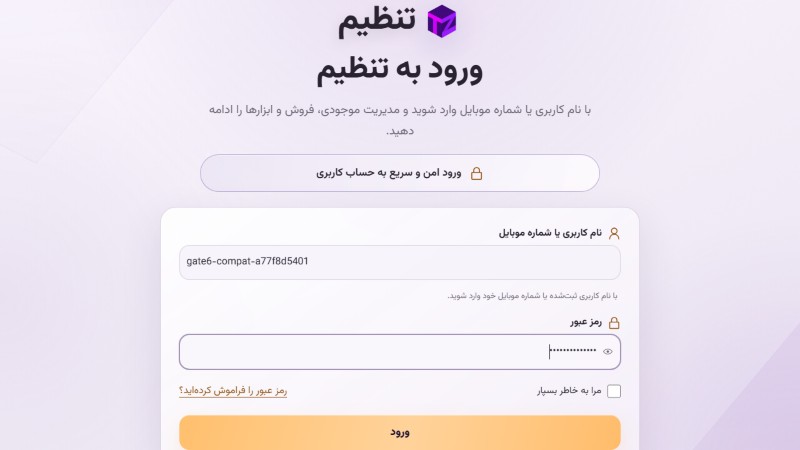 تنظیم
ورود به تنظیم
با نام کاربری یا شماره موبایل وارد شوید و مدیریت موجودی، فروش و ابزارها را ادامه
دهید.
ورود امن و سریع به حساب کاربری
نام کاربری یا شماره موبایل
gate6-compat-a77f8d5401
با نام کاربری ثبت‌شده یا شماره موبایل خود وارد شوید.
رمز عبور
••••••••••••••
مرا به خاطر بسپار
رمز عبور را فراموش کرده‌اید؟
ورود